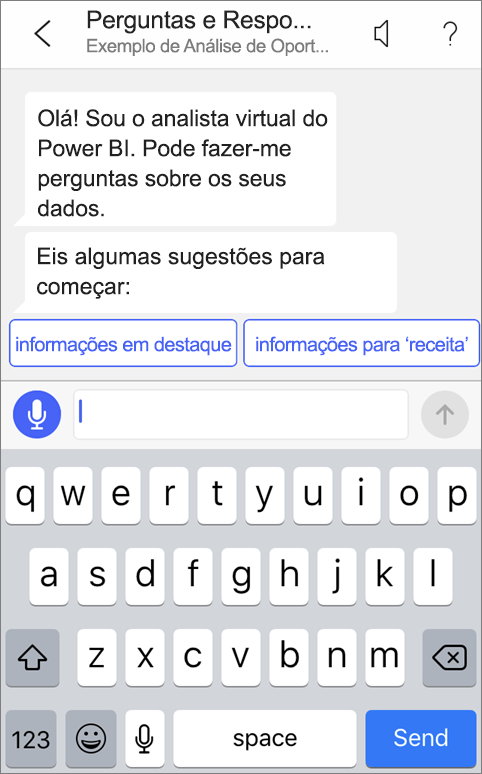 Perguntas e Respo...
Exemplo de Análise de Oport...
?
Olá! Sou o analista virtual do
Power BI. Pode fazer-me
perguntas sobre os seus
dados.
Eis algumas sugestões para
começar:
informações em destaque
informações para ‘receita’
q w e r t y u i o p
a s d f g h j k l
z x c v b n m
123 space Send